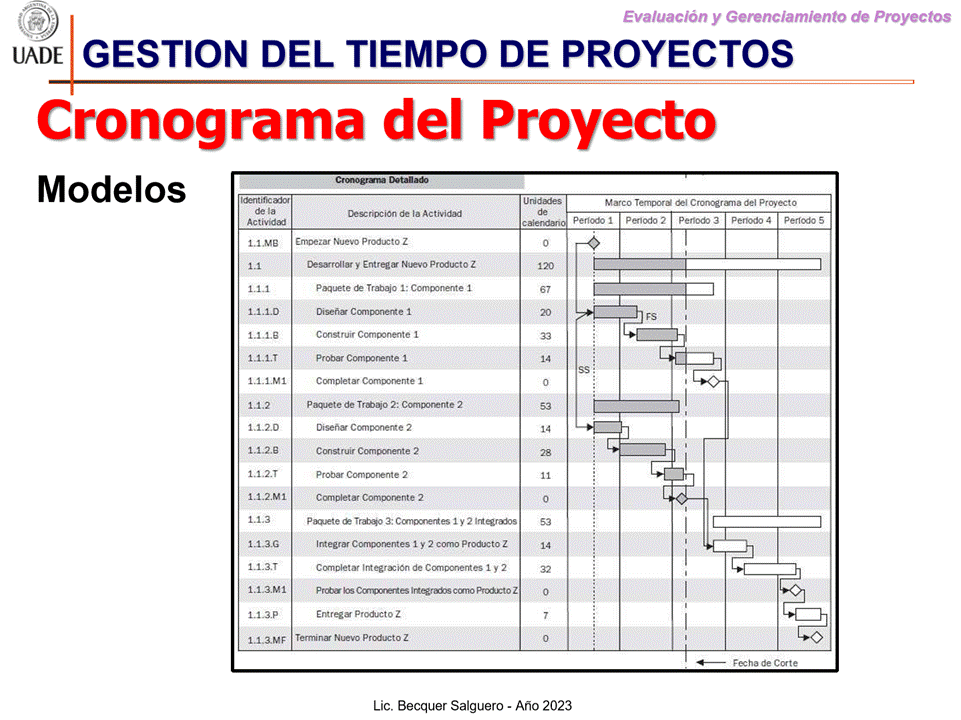 Evaluación y Gerenciamiento de Proyectos
UADE
GESTION DEL TIEMPO DE PROYECTOS
Cronograma del Proyecto
Modelos
Cronograma Detallado
Identificador de la Actividad Descripción de la Actividad Unidades de calendario Marco Temporal del Cronograma del Proyecto
Período 1 Período 2 Período 3 Período 4 Período 5
1.1.MB Empezar Nuevo Producto Z 0
1.1 Desarrollar y Entregar Nuevo Producto Z 120
1.1.1 Paquete de Trabajo 1: Componente 1 67
1.1.1.D Diseñar Componente 1 20
FS
1.1.1.B Construir Componente 1 33
1.1.1.T Probar Componente 1 14
SS
1.1.1.M1 Completar Componente 1 0
1.1.2 Paquete de Trabajo 2: Componente 2 53
1.1.2.D Diseñar Componente 2 14
1.1.2.B Construir Componente 2 28
1.1.2.T Probar Componente 2 11
1.1.2.M1 Completar Componente 2 0
1.1.3 Paquete de Trabajo 3: Componentes 1 y 2 Integrados 53
1.1.3.G Integrar Componentes 1 y 2 como Producto Z 14
1.1.3.T Completar Integración de Componentes 1 y 2 32
1.1.3.M1 Probar los Componentes Integrados como Producto Z 0
1.1.3.P Entregar Producto Z 7
1.1.3.MF Terminar Nuevo Producto Z 0
Fecha de Corte
Lic. Becquer Salguero - Año 2023